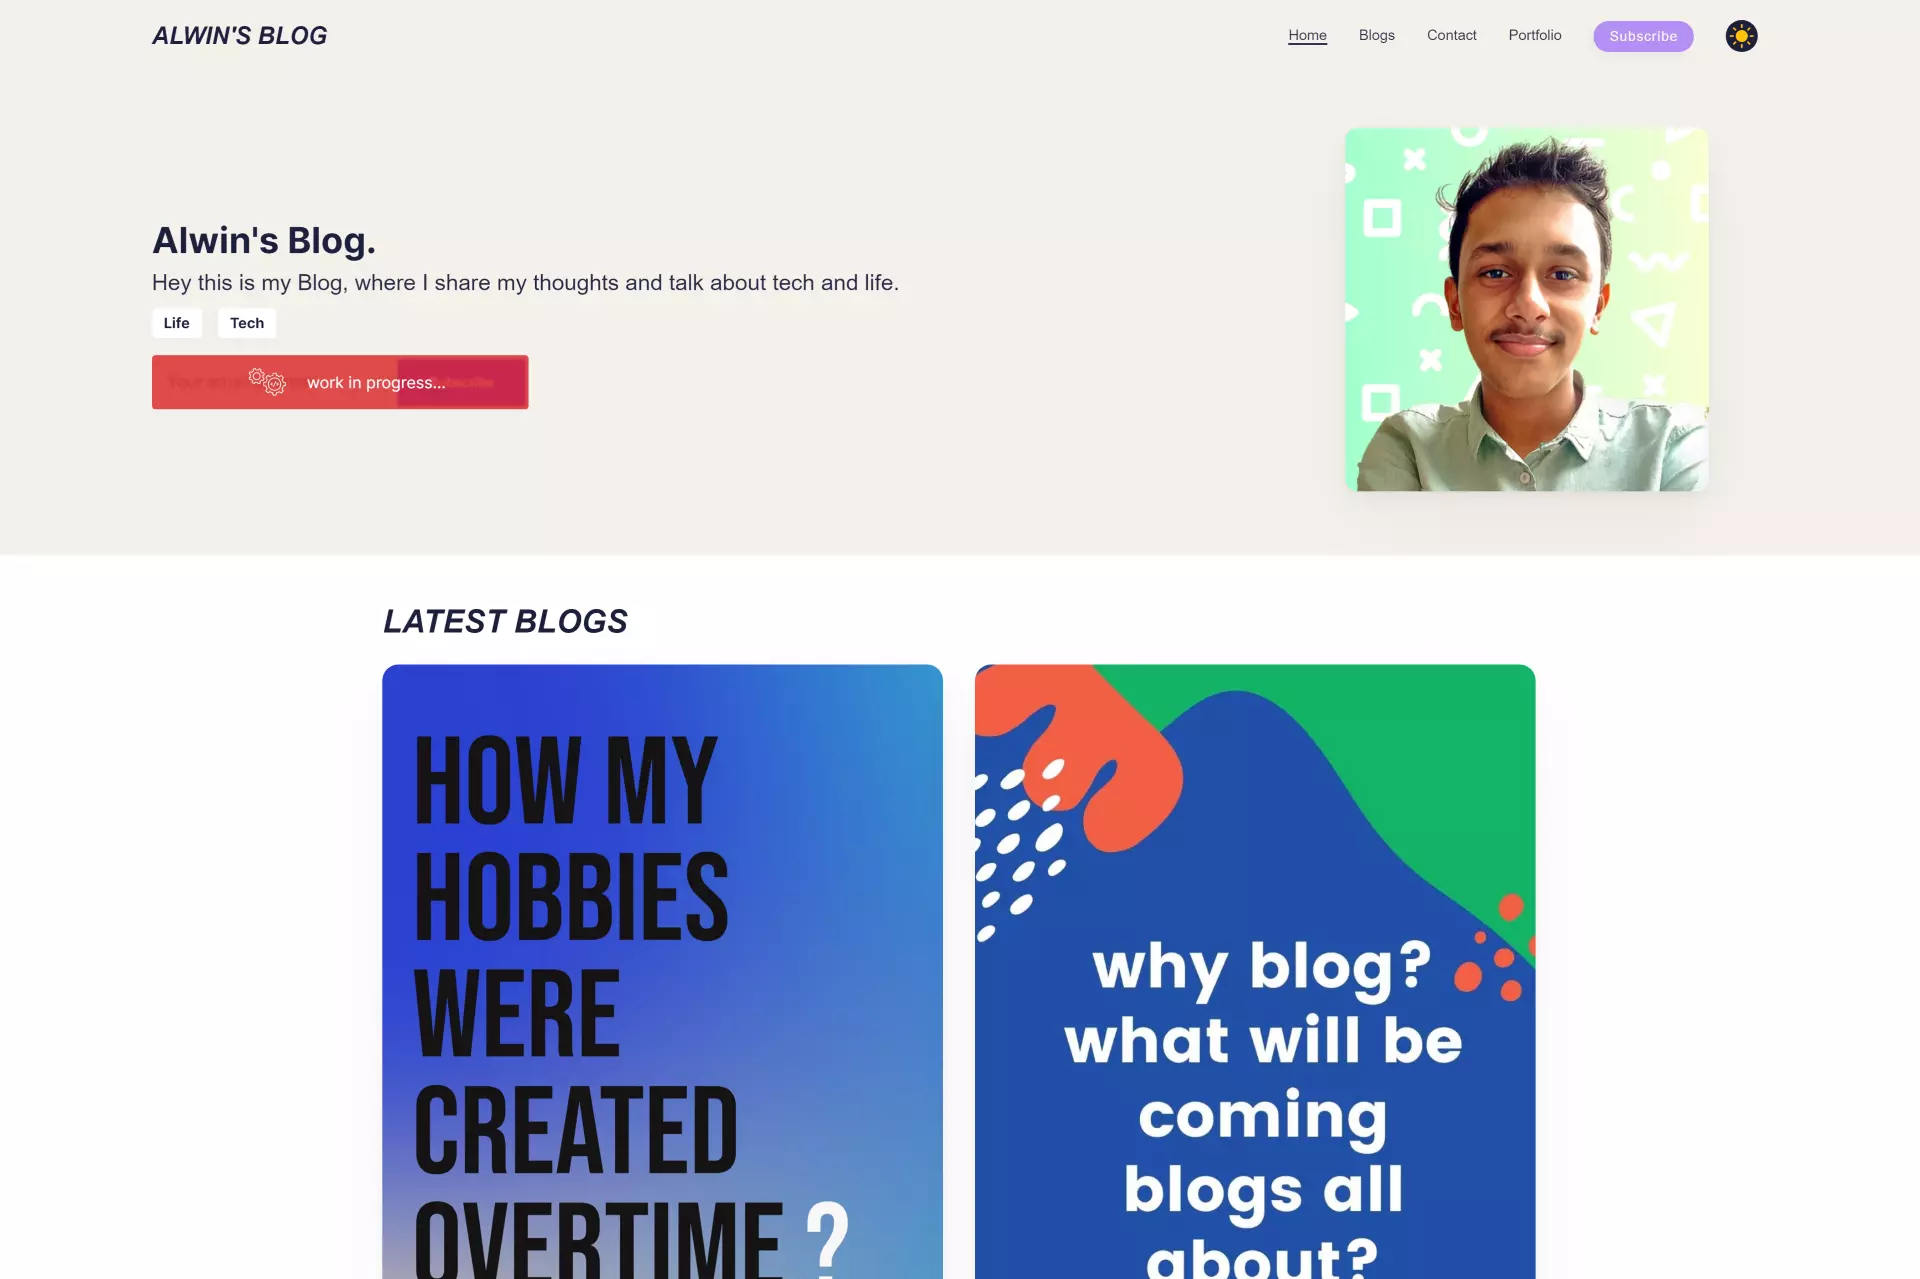 ALWIN'S BLOG
Home
Blogs
Contact
Portfolio
Subscribe
Alwin's Blog.
Hey this is my Blog, where I share my thoughts and talk about tech and life.
Life
Tech
work in progress...
LATEST BLOGS
HOW MY
HOBBIES
WERE
CREATED
OVERTIME ?
why blog?
what will be
coming
blogs all
about?